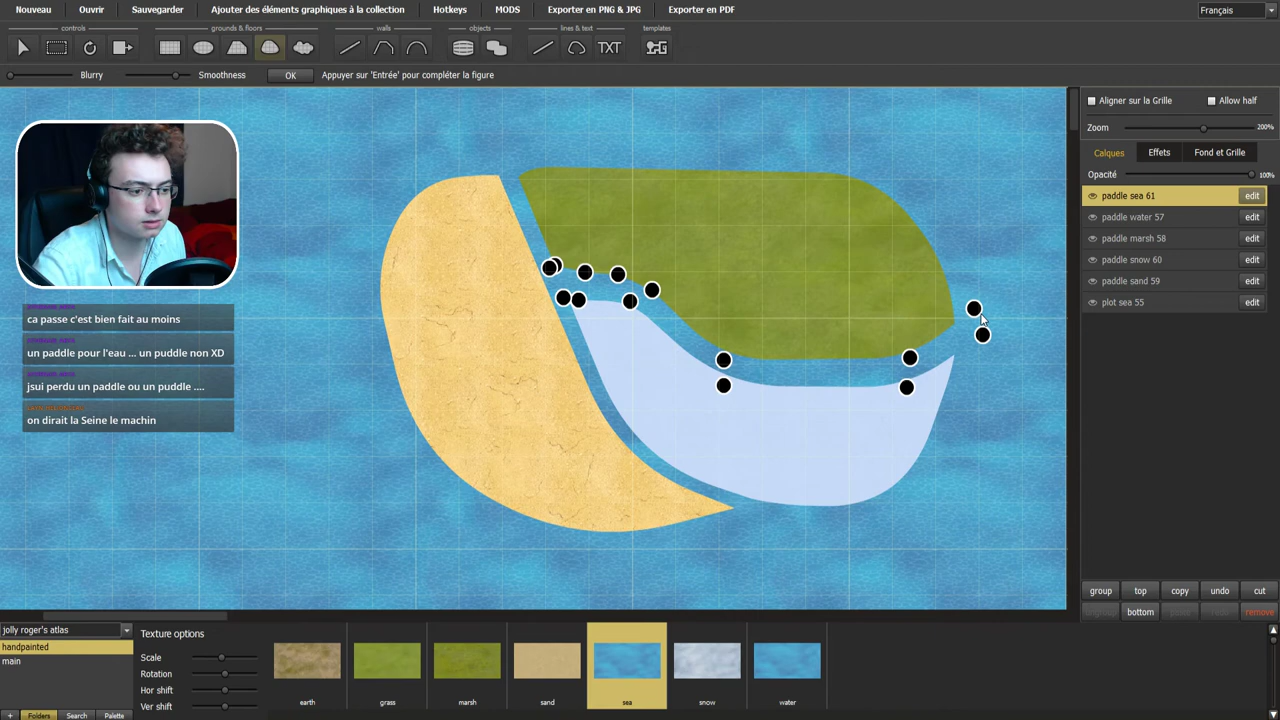 Nouveau
Ouvrir
Sauvegarder
Ajouter des éléments graphiques à la collection
Hotkeys
MODS
Exporter en PNG & JPG
Exporter en PDF
Français
controls
grounds & floors
walls
objects
lines & text
templates
TXT
Blurry
Smoothness
OK
Appuyer sur 'Entrée' pour compléter la figure
Aligner sur la Grille
Allow half
Zoom
200%
Calques
Effets
Fond et Grille
Opacité
100%
paddle sea 61
edit
paddle water 57
edit
paddle marsh 58
edit
paddle snow 60
edit
paddle sand 59
edit
plot sea 55
edit
ca passe c'est bien fait au moins
un paddle pour l'eau ... un puddle non XD
jsui perdu un paddle ou un puddle ....
on dirait la Seine le machin
group
top
copy
undo
cut
bottom
remove
jolly roger's atlas
handpainted
main
Texture options
Scale
Rotation
Hor shift
Ver shift
earth
grass
marsh
sand
sea
snow
water
+
Folders
Search
Palette